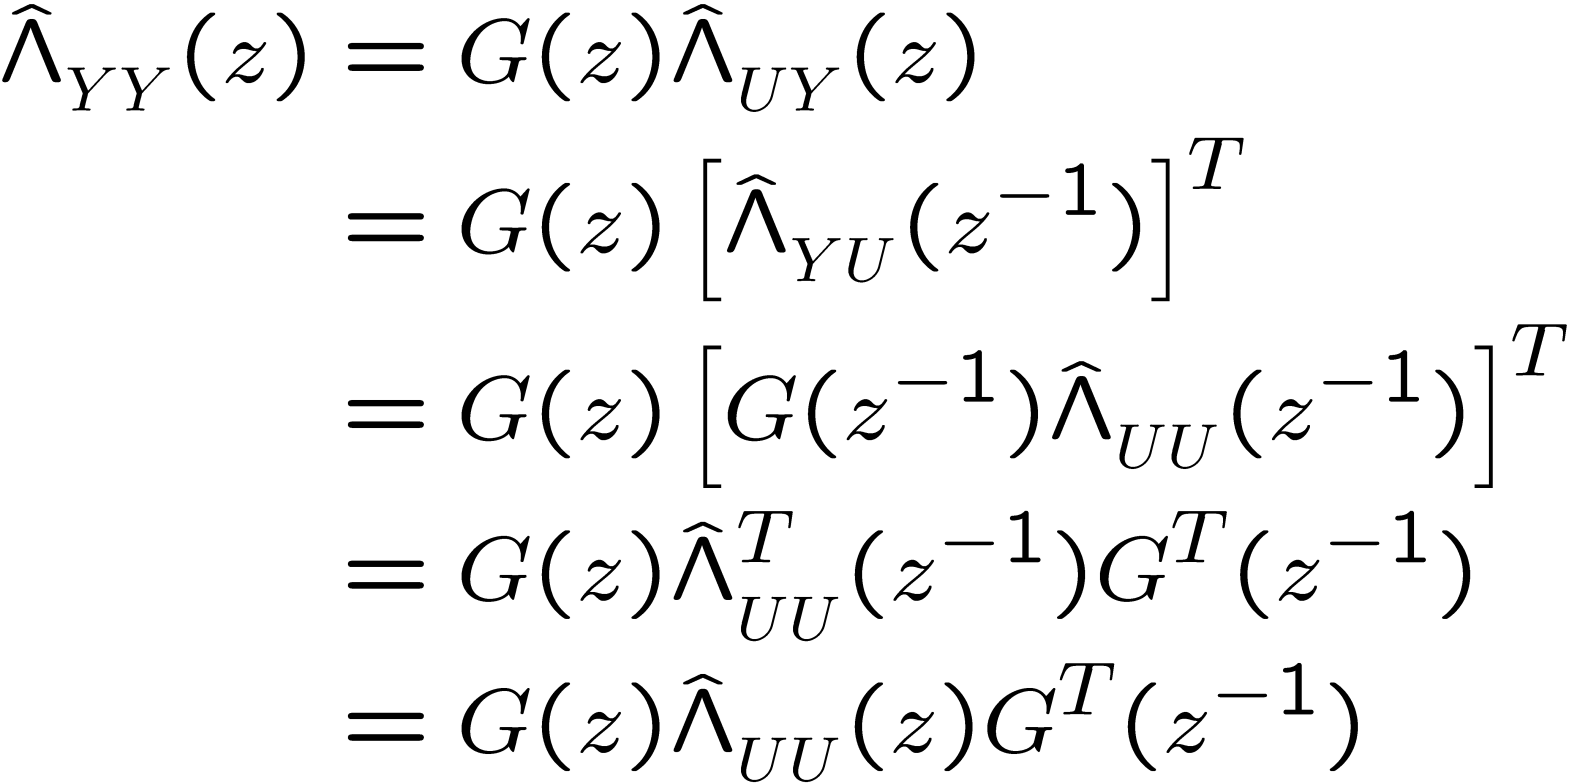 Λ̂_{YY}(z) = G(z)Λ̂_{UY}(z)
= G(z) [Λ̂_{YU}(z^{-1})]^T
= G(z) [G(z^{-1})Λ̂_{UU}(z^{-1})]^T
= G(z)Λ̂^T_{UU}(z^{-1})G^T(z^{-1})
= G(z)Λ̂_{UU}(z)G^T(z^{-1})